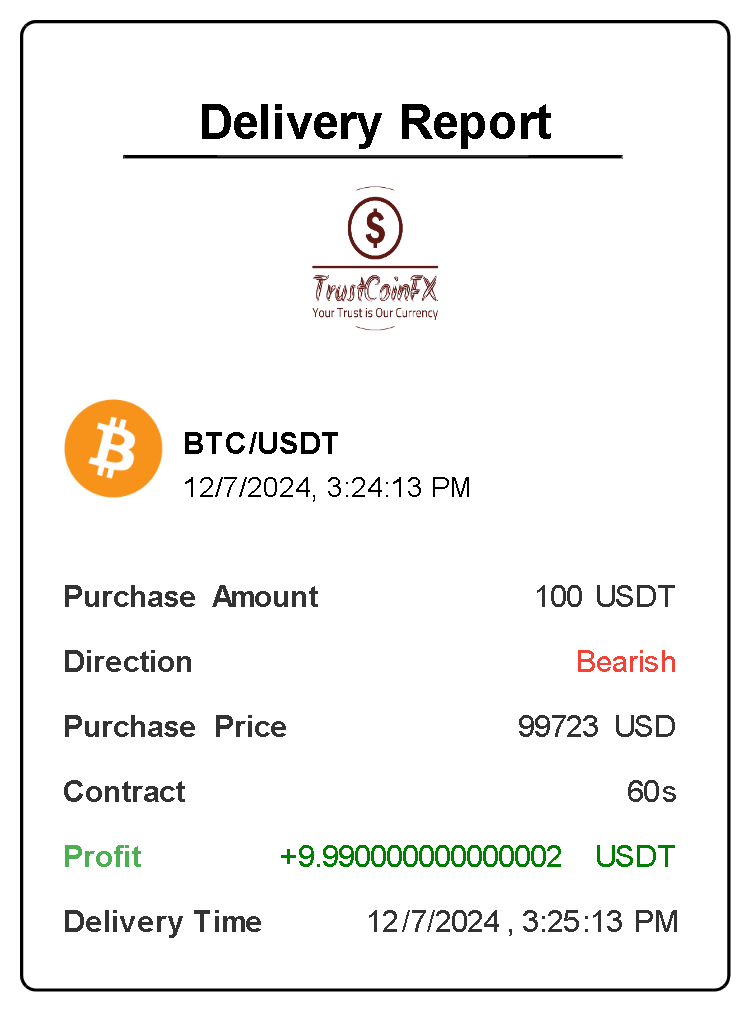 Delivery Report
$
TrustCoinFX
Your Trust is Our Currency
BTC/USDT
12/7/2024, 3:24:13 PM
Purchase Amount 100 USDT
Direction Bearish
Purchase Price 99723 USD
Contract 60s
Profit +9.990000000000002 USDT
Delivery Time 12/7/2024, 3:25:13 PM